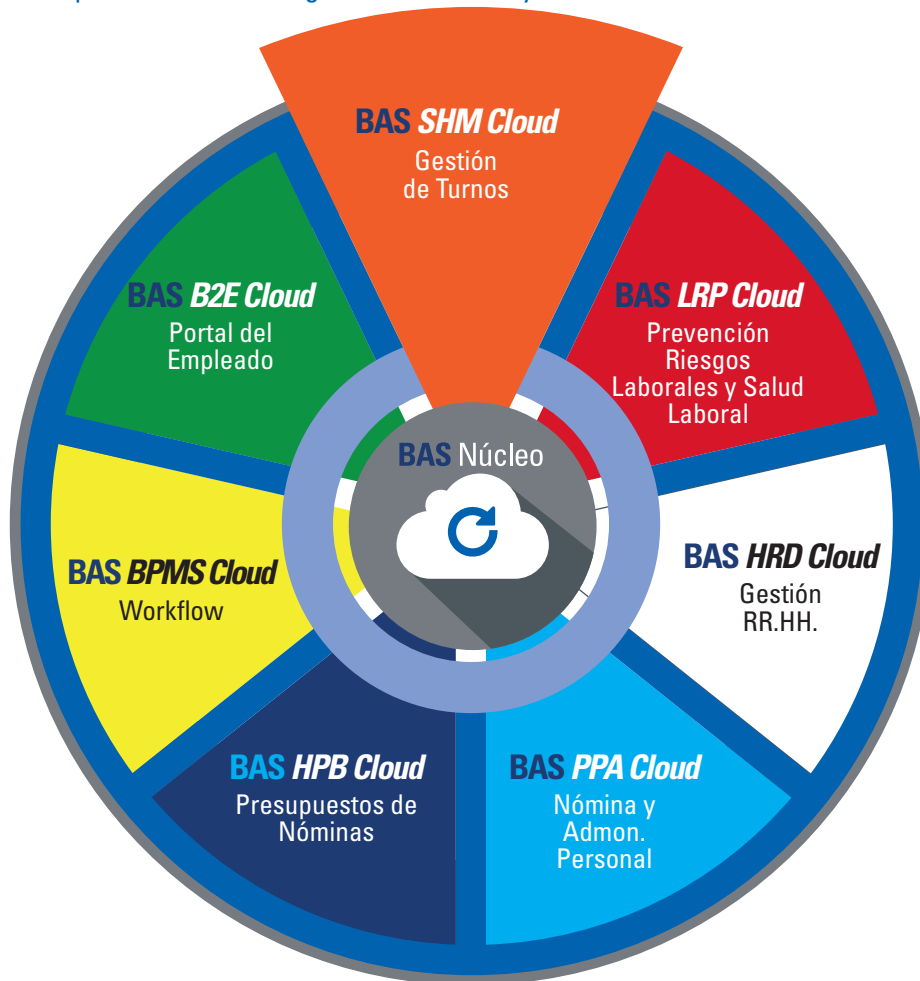 BAS SHM Cloud
Gestión
de Turnos
BAS B2E Cloud
Portal del
Empleado
BAS LRP Cloud
Prevención
Riesgos
Laborales y Salud
Laboral
BAS Núcleo
BAS BPMS Cloud
Workflow
BAS HRD Cloud
Gestión
RR.HH.
BAS HPB Cloud
Presupuestos de
Nóminas
BAS PPA Cloud
Nómina y
Admon.
Personal